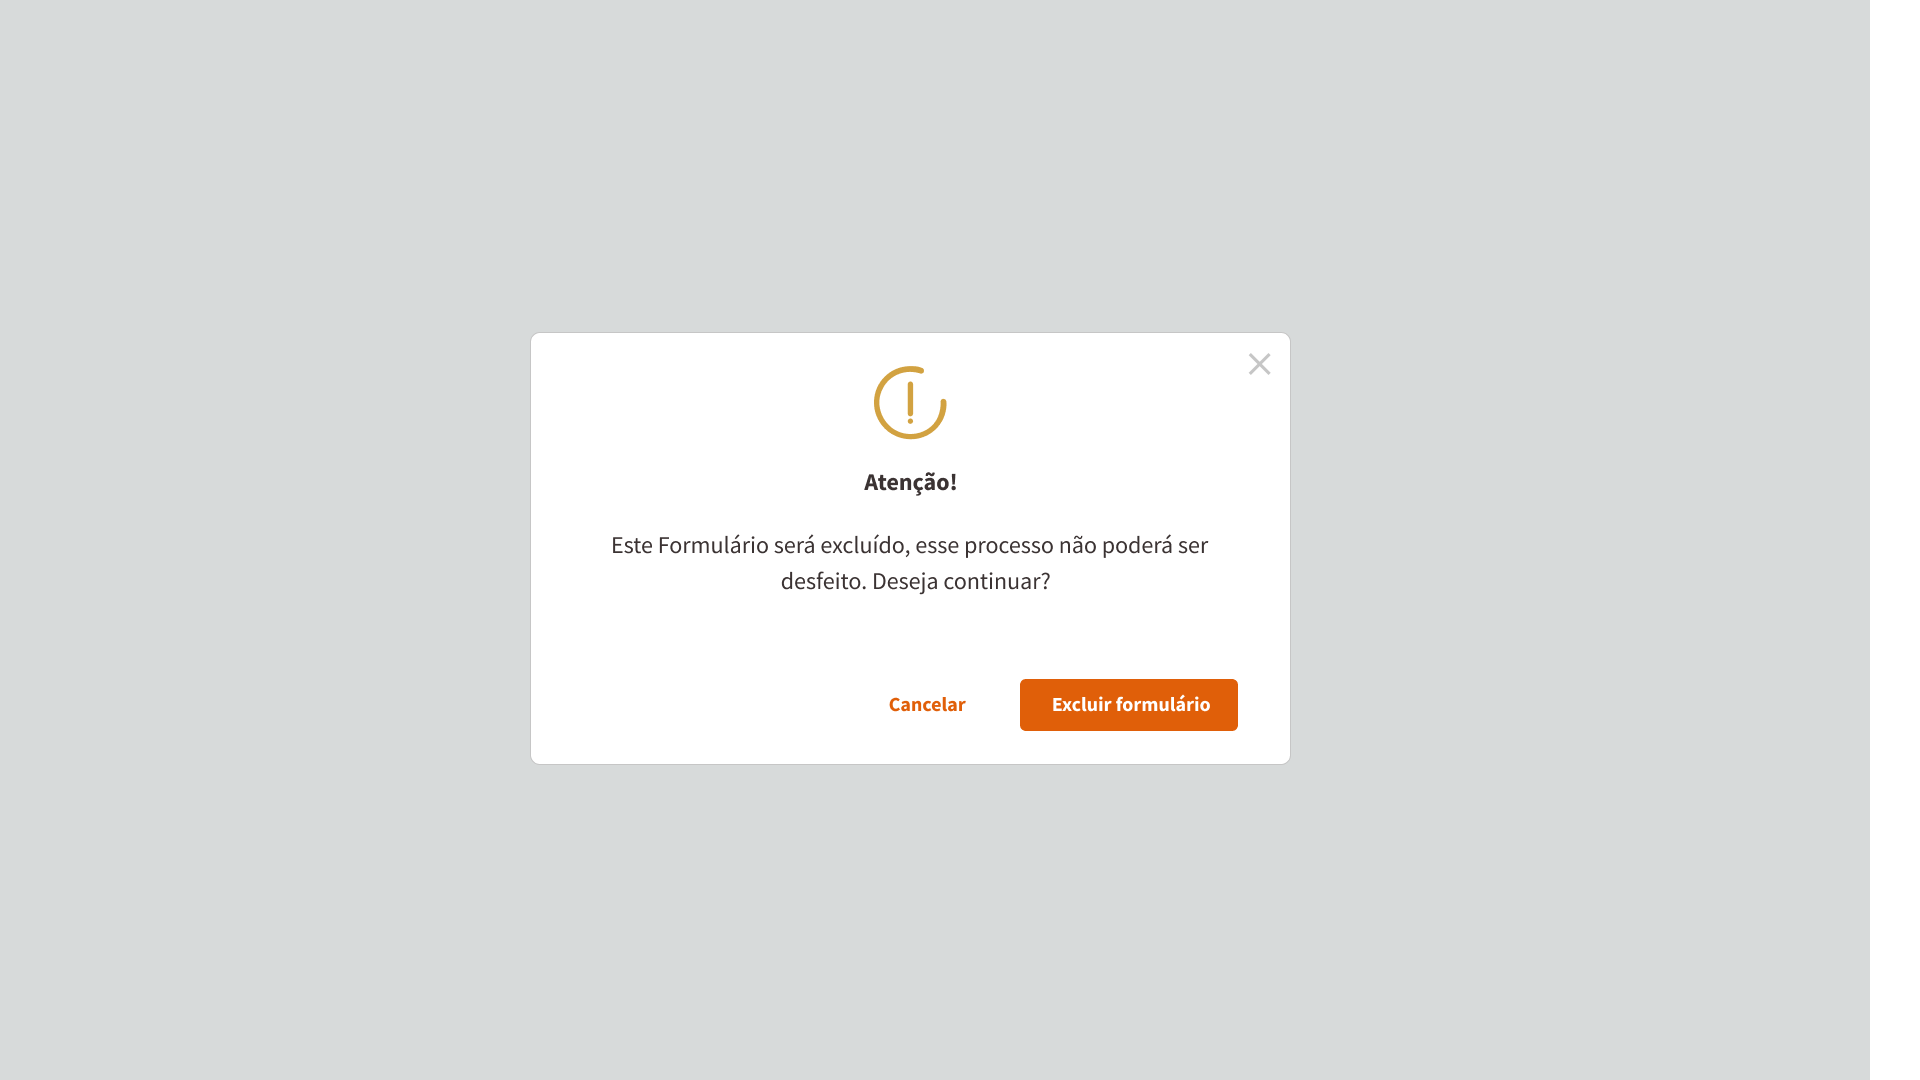 Atenção!
Este Formulário será excluído, esse processo não poderá ser
desfeito. Deseja continuar?
Cancelar
Excluir formulário